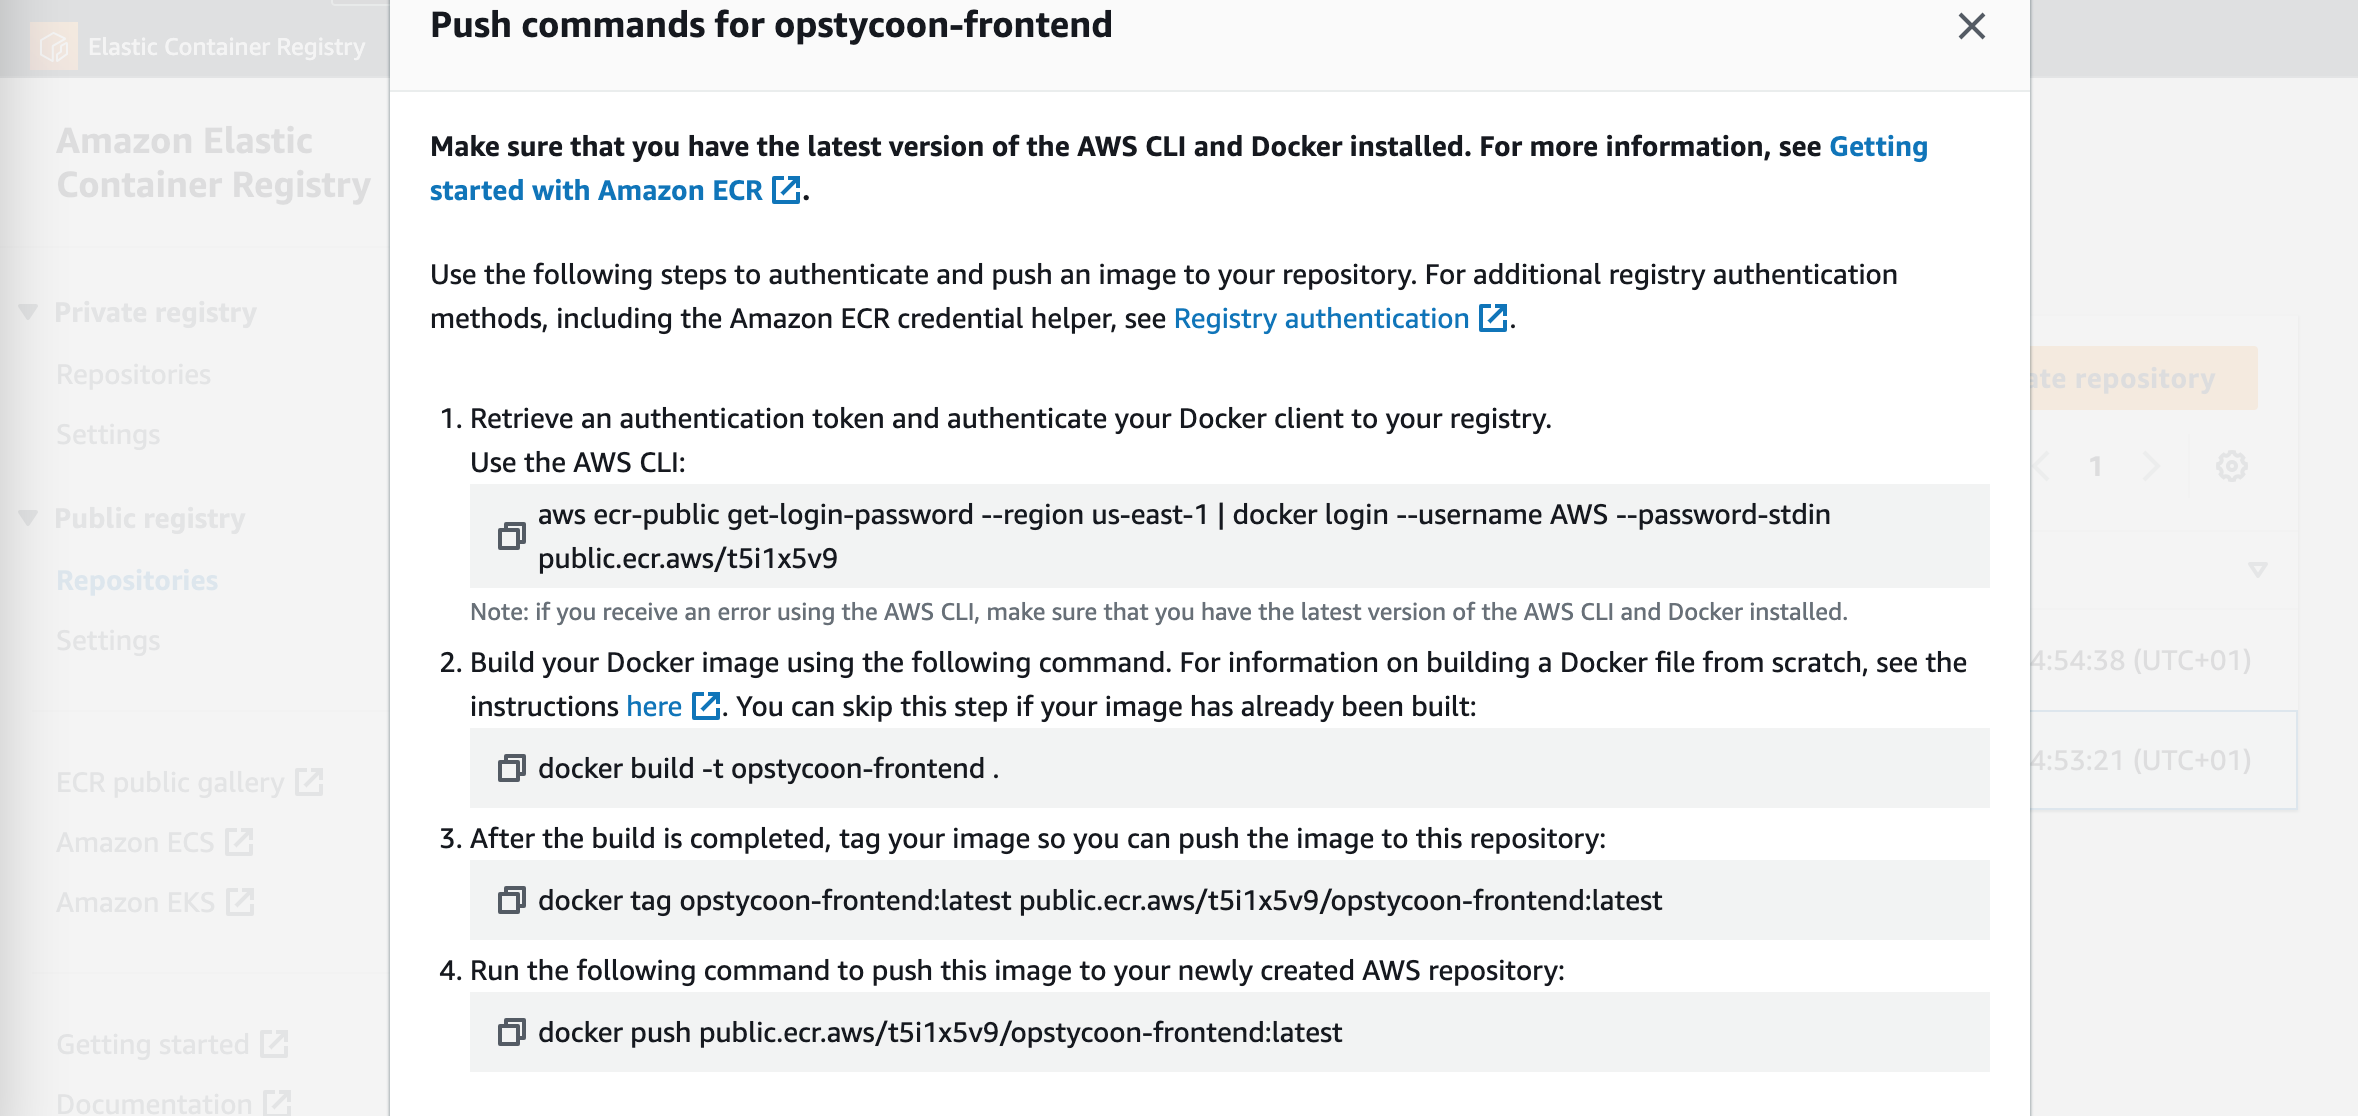 Elastic Container Registry
Amazon Elastic
Container Registry
Private registry
Repositories
Settings
Public registry
Repositories
Settings
ECR public gallery
Amazon ECS
Amazon EKS
Getting started
Documentation
Push commands for opstycoon-frontend
Make sure that you have the latest version of the AWS CLI and Docker installed. For more information, see Getting
started with Amazon ECR.
Use the following steps to authenticate and push an image to your repository. For additional registry authentication
methods, including the Amazon ECR credential helper, see Registry authentication.
1. Retrieve an authentication token and authenticate your Docker client to your registry.
Use the AWS CLI:
aws ecr-public get-login-password --region us-east-1 | docker login --username AWS --password-stdin
public.ecr.aws/t5i1x5v9
Note: if you receive an error using the AWS CLI, make sure that you have the latest version of the AWS CLI and Docker installed.
2. Build your Docker image using the following command. For information on building a Docker file from scratch, see the
instructions here. You can skip this step if your image has already been built:
docker build -t opstycoon-frontend .
3. After the build is completed, tag your image so you can push the image to this repository:
docker tag opstycoon-frontend:latest public.ecr.aws/t5i1x5v9/opstycoon-frontend:latest
4. Run the following command to push this image to your newly created AWS repository:
docker push public.ecr.aws/t5i1x5v9/opstycoon-frontend:latest
ate repository
1
4:54:38 (UTC+01)
4:53:21 (UTC+01)